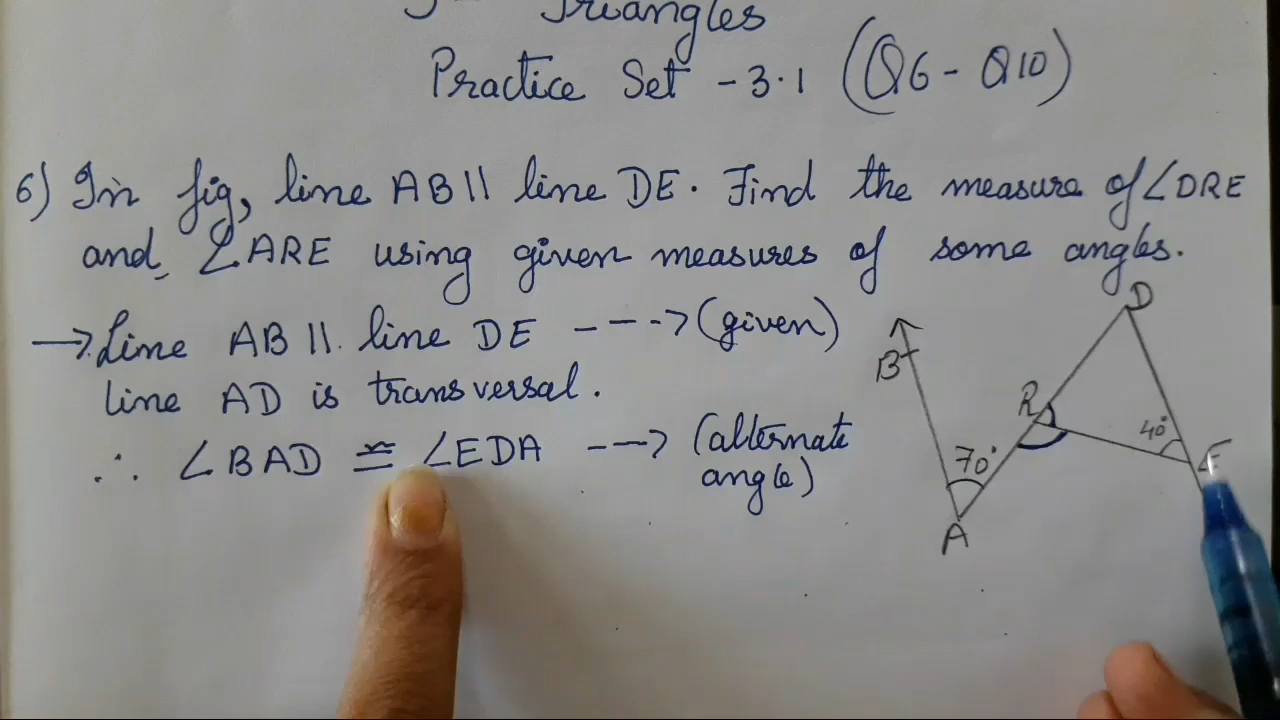 Triangles
Practice Set - 3.1 (Q6 - Q10)
6) In fig, line AB || line DE. Find the measure of ∠DRE
and, ∠ARE using given measures of some angles.
→ Line AB || line DE ----> (given)
line AD is transversal.
∴ ∠BAD ≅ ∠EDA ---> (alternate
angle)
D
B
R
40°
70°
E
A